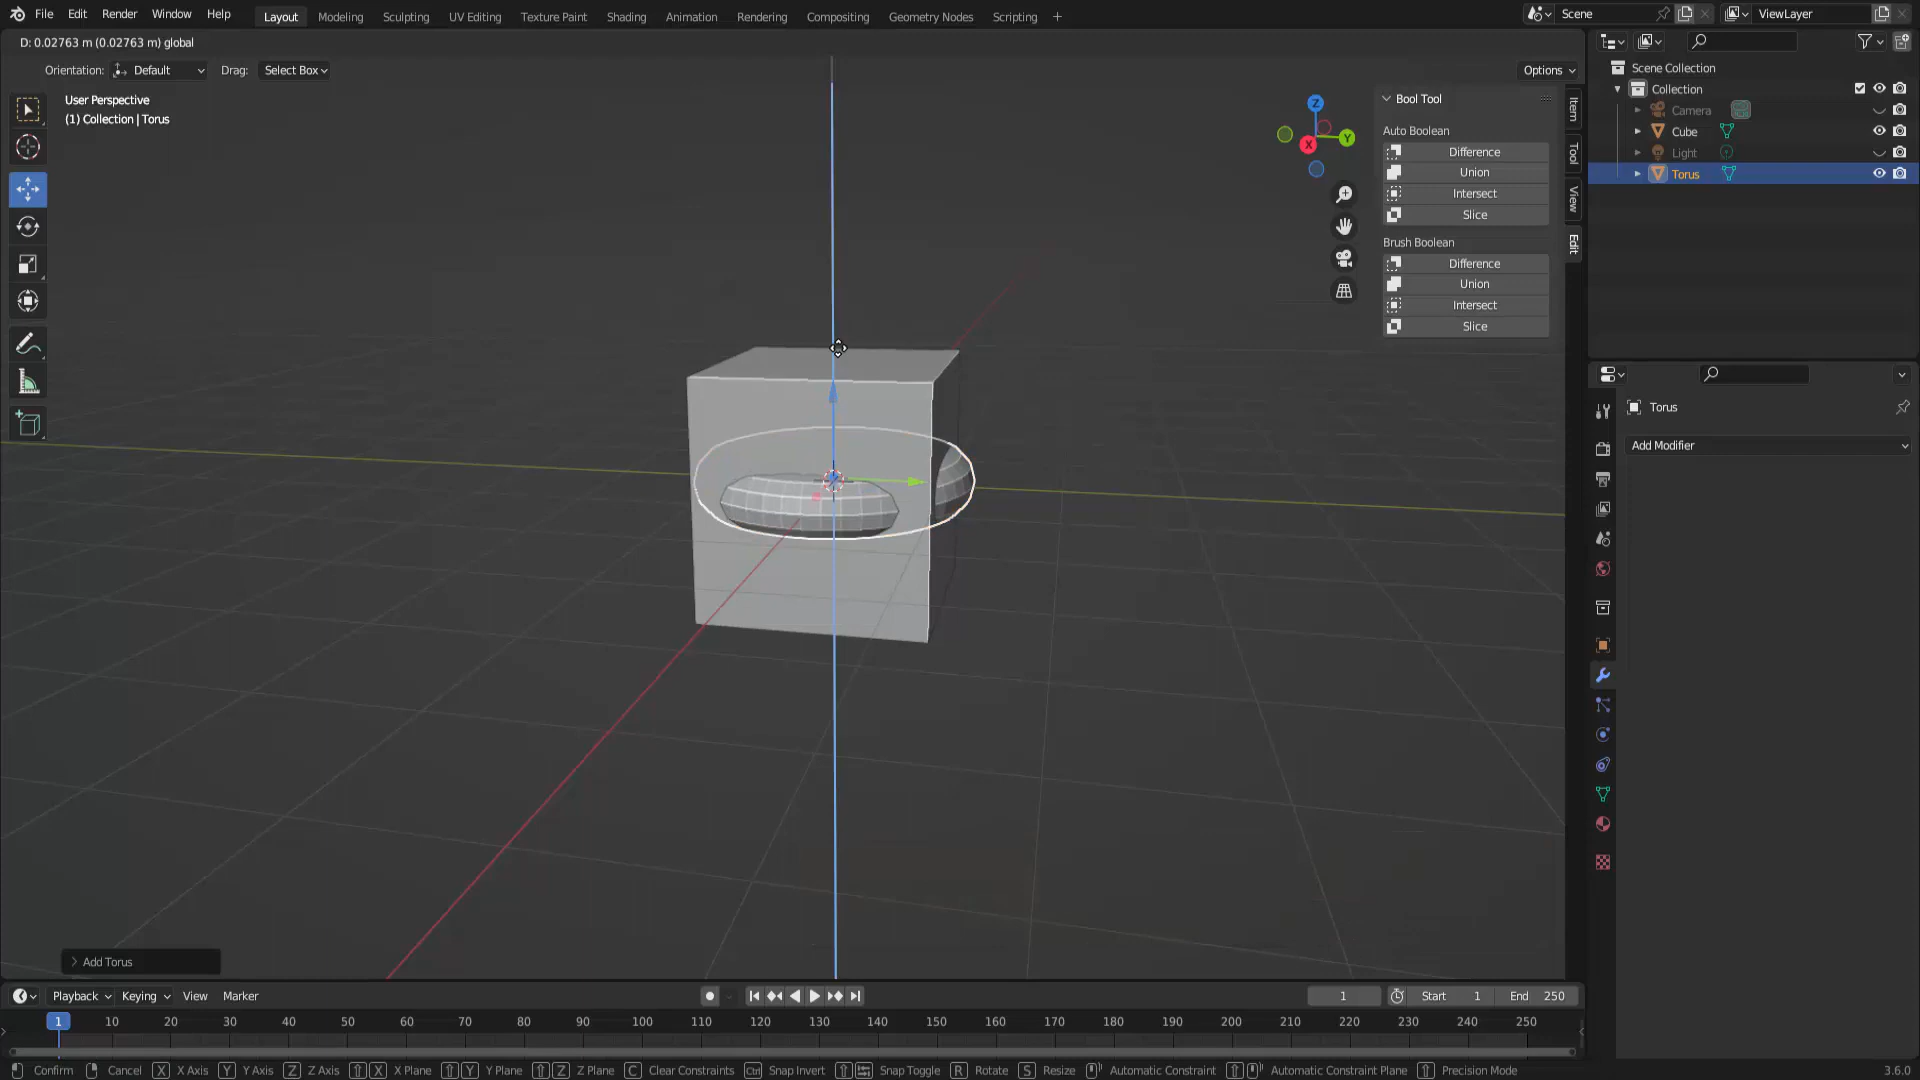 File Edit Render Window Help
Layout Modeling Sculpting UV Editing Texture Paint Shading Animation Rendering Compositing Geometry Nodes Scripting +
Scene
ViewLayer
D: 0.02763 m (0.02763 m) global
Orientation: Default Drag: Select Box
Options
User Perspective
(1) Collection | Torus
Z
Y
X
Bool Tool
Auto Boolean
Difference
Union
Intersect
Slice
Brush Boolean
Difference
Union
Intersect
Slice
Item
Tool
View
Edit
Scene Collection
Collection
Camera
Cube
Light
Torus
Torus
Add Modifier
Add Torus
Playback Keying View Marker
1 Start 1 End 250
1 10 20 30 40 50 60 70 80 90 100 110 120 130 140 150 160 170 180 190 200 210 220 230 240 250
Confirm Cancel X X Axis Y Y Axis Z Z Axis X X Plane Y Y Plane Z Z Plane C Clear Constraints Ctrl Snap Invert Snap Toggle R Rotate S Resize Automatic Constraint Automatic Constraint Plane Precision Mode 3.6.0